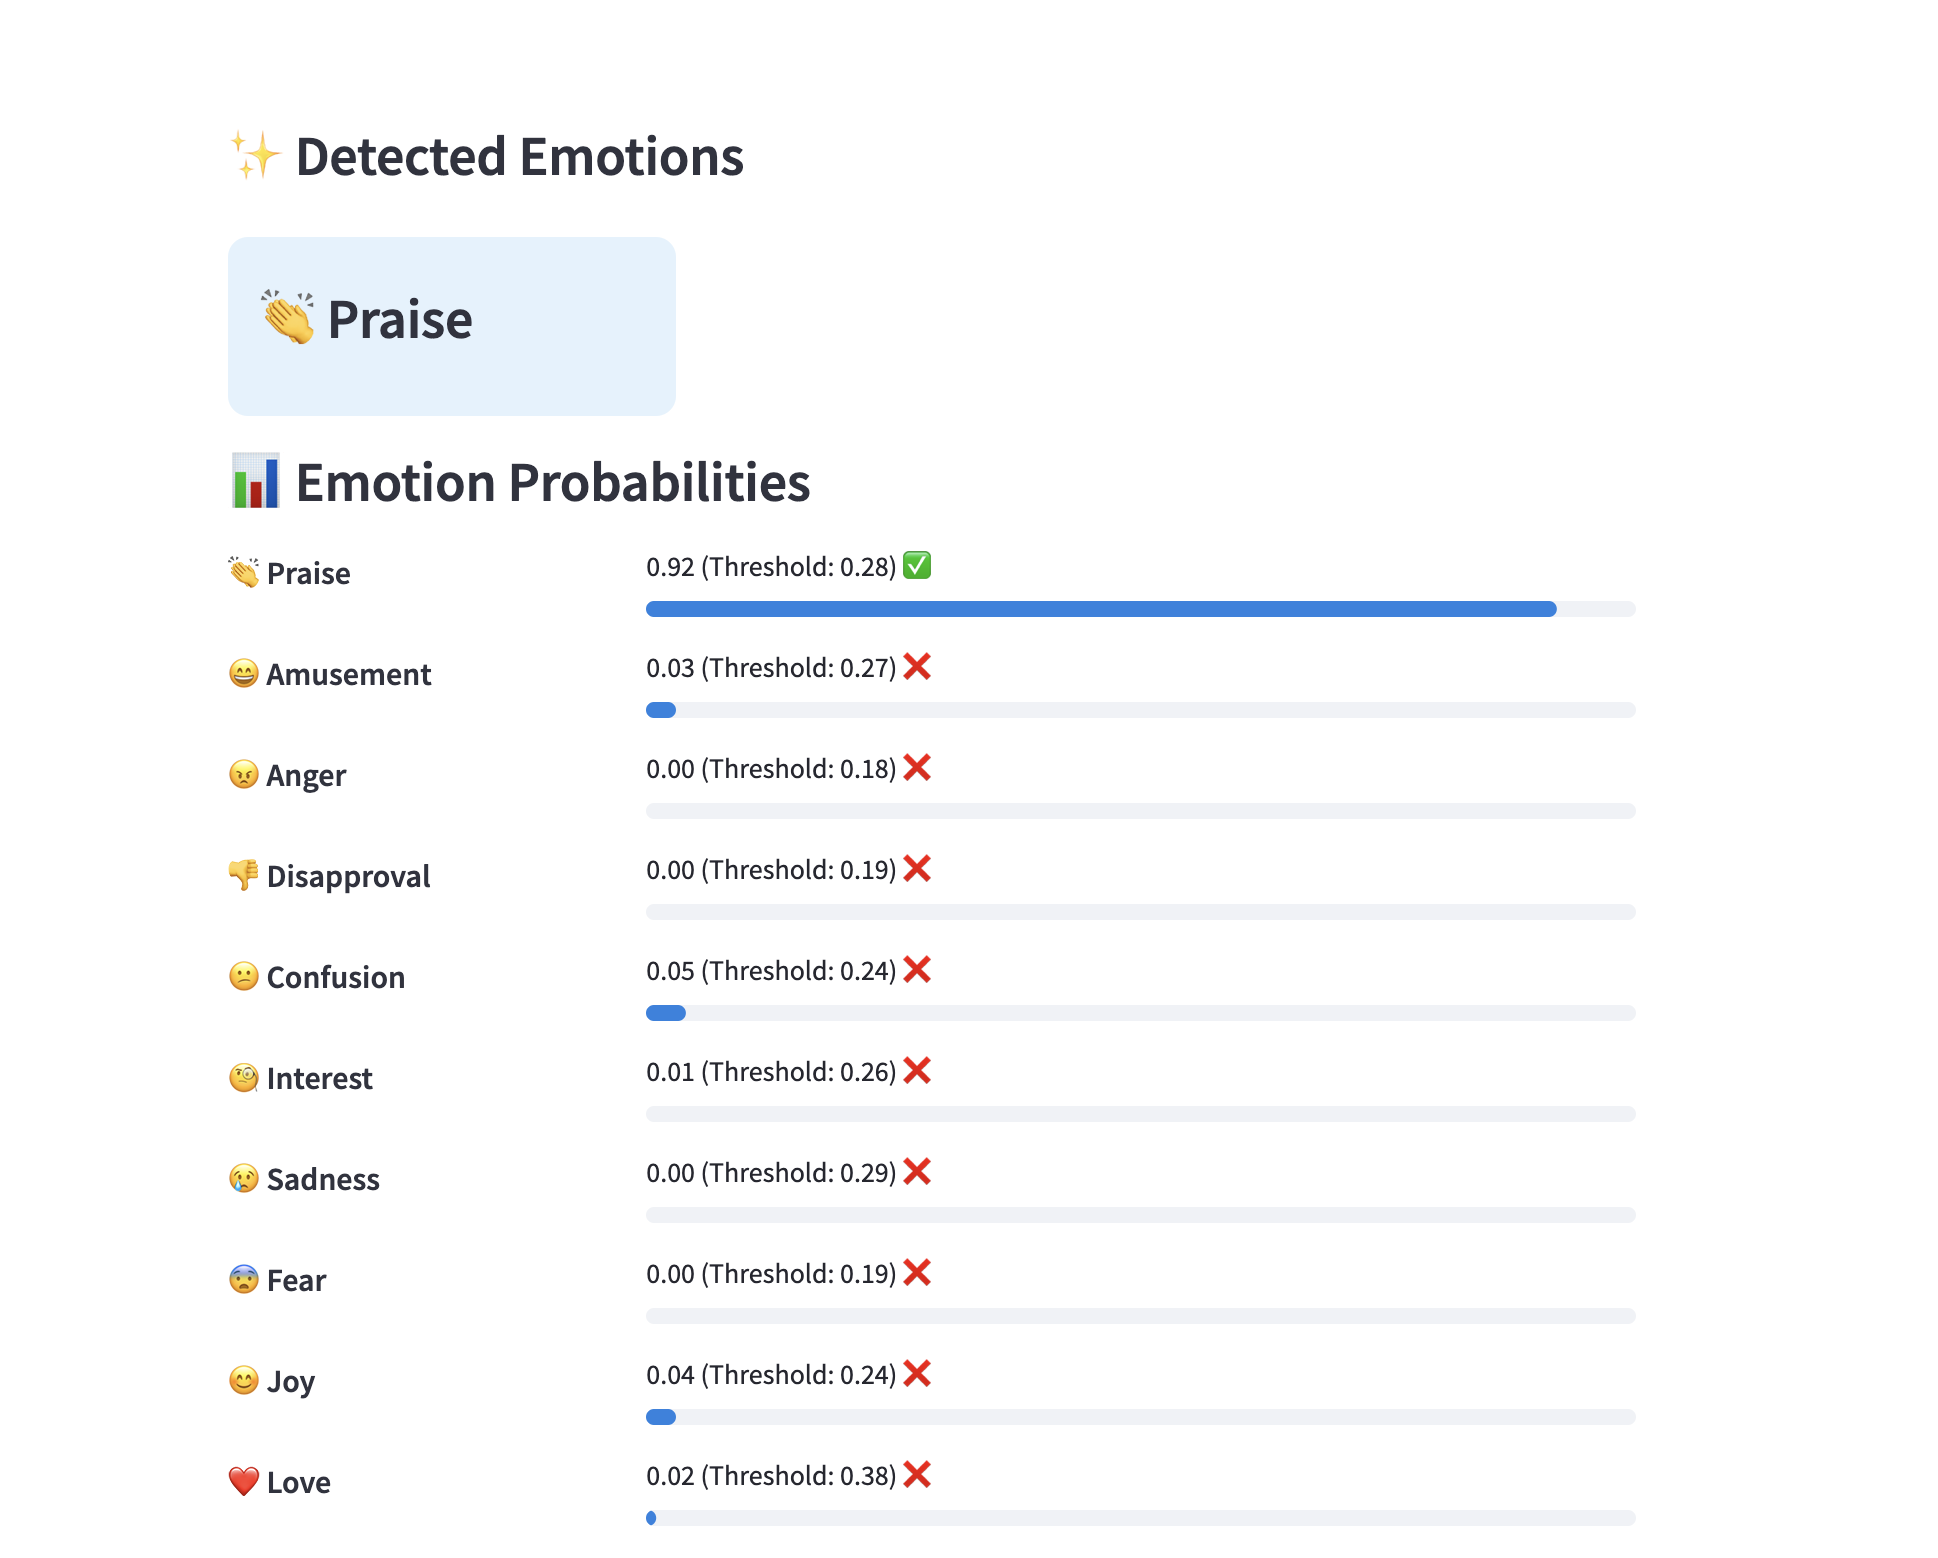 ✨ Detected Emotions
👏 Praise
📊 Emotion Probabilities
👏 Praise
0.92 (Threshold: 0.28) ✅
😄 Amusement
0.03 (Threshold: 0.27) ❌
😠 Anger
0.00 (Threshold: 0.18) ❌
👎 Disapproval
0.00 (Threshold: 0.19) ❌
😕 Confusion
0.05 (Threshold: 0.24) ❌
🧐 Interest
0.01 (Threshold: 0.26) ❌
😢 Sadness
0.00 (Threshold: 0.29) ❌
😨 Fear
0.00 (Threshold: 0.19) ❌
😊 Joy
0.04 (Threshold: 0.24) ❌
❤️ Love
0.02 (Threshold: 0.38) ❌